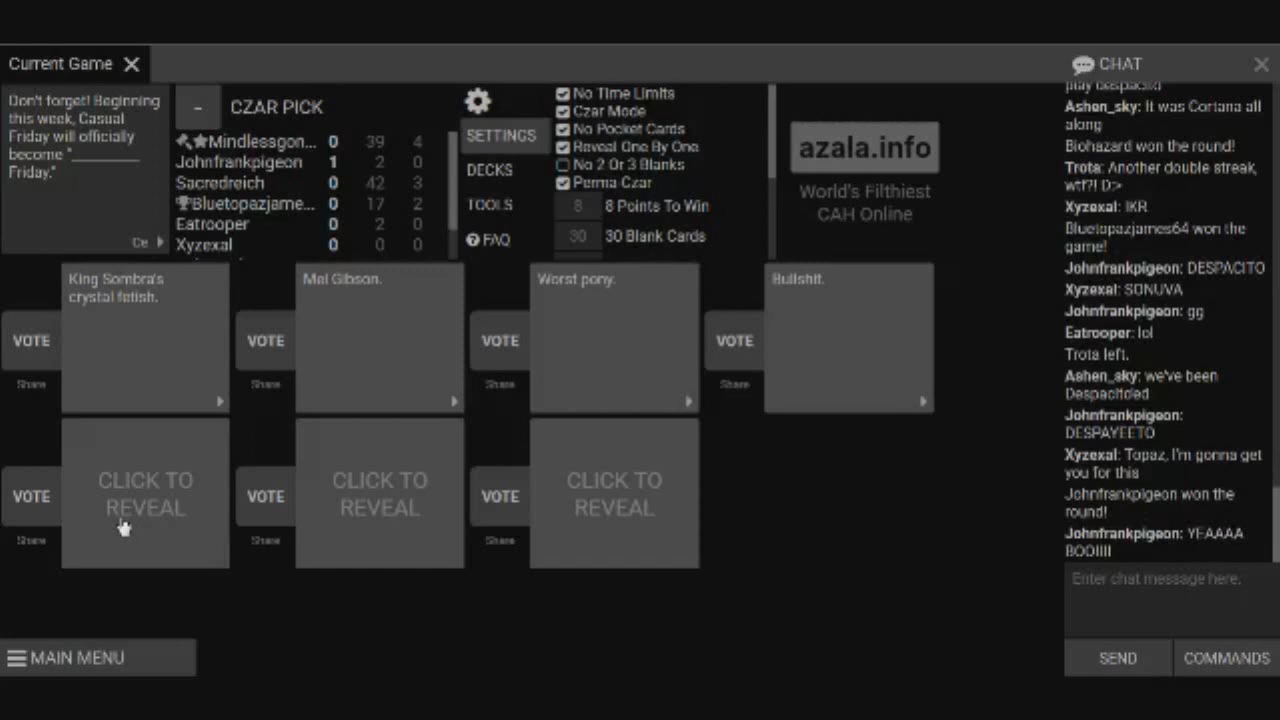 Current Game
CHAT
Don't forget! Beginning
this week, Casual
Friday will officially
become "__________
Friday."
Ce
-
CZAR PICK
Mindlessgon... 0 39 4
Johnfrankpigeon 1 2 0
Sacredreich 0 42 3
Bluetopazjame... 0 17 2
Eatrooper 0 2 0
Xyzexal 0 0 0
SETTINGS
DECKS
TOOLS
FAQ
No Time Limits
Czar Mode
No Pocket Cards
Reveal One By One
No 2 Or 3 Blanks
Perma Czar
8 8 Points To Win
30 30 Blank Cards
azala.info
World's Filthiest
CAH Online
King Sombra's
crystal fetish.
VOTE
Share
Mel Gibson.
VOTE
Share
Worst pony.
VOTE
Share
Bullshit.
VOTE
Share
CLICK TO
REVEAL
VOTE
Share
CLICK TO
REVEAL
VOTE
Share
CLICK TO
REVEAL
VOTE
Share
MAIN MENU
play despacito
Ashen_sky: It was Cortana all
along
Biohazard won the round!
Trota: Another double streak,
wtf?! D:>
Xyzexal: IKR
Bluetopazjames64 won the
game!
Johnfrankpigeon: DESPACITO
Xyzexal: SONUVA
Johnfrankpigeon: gg
Eatrooper: lol
Trota left.
Ashen_sky: we've been
Despacitoed
Johnfrankpigeon:
DESPAYEETO
Xyzexal: Topaz, I'm gonna get
you for this
Johnfrankpigeon won the
round!
Johnfrankpigeon: YEAAAA
BOOIIII
Enter chat message here.
SEND
COMMANDS